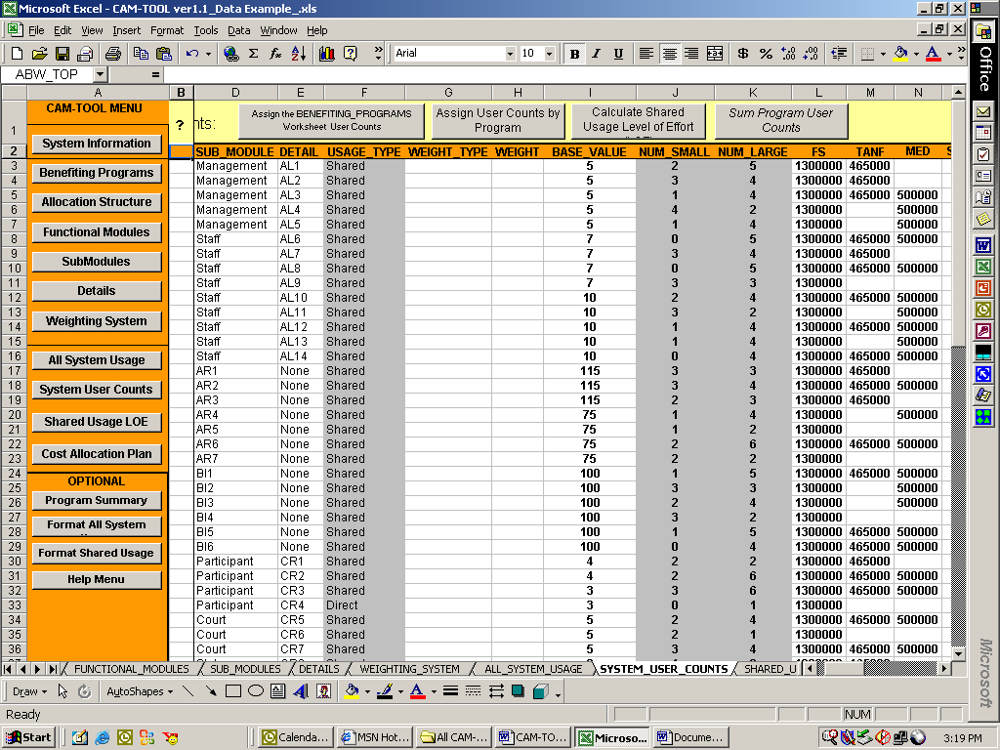 Microsoft Excel - CAM-TOOL ver1.1_Data Example_.xls
File Edit View Insert Format Tools Data Window Help
Arial 10 B I U $ % ,
ABW_TOP =
A B D E F G H I J K L M N
CAM-TOOL MENU
System Information
Benefiting Programs
Allocation Structure
Functional Modules
SubModules
Details
Weighting System
All System Usage
System User Counts
Shared Usage LOE
Cost Allocation Plan
OPTIONAL
Program Summary
Format All System
Format Shared Usage
Help Menu
? nts:
Assign the BENEFITING_PROGRAMS
Worksheet User Counts
Assign User Counts by
Program
Calculate Shared
Usage Level of Effort
Sum Program User
Counts
1
2 SUB_MODULE DETAIL USAGE_TYPE WEIGHT_TYPE WEIGHT BASE_VALUE NUM_SMALL NUM_LARGE FS TANF MED S
3 Management AL1 Shared 5 2 5 1300000 465000
4 Management AL2 Shared 5 3 4 1300000 465000
5 Management AL3 Shared 5 1 4 1300000 465000 500000
6 Management AL4 Shared 5 4 2 1300000 500000
7 Management AL5 Shared 5 1 4 1300000 500000
8 Staff AL6 Shared 7 0 5 1300000 465000 500000
9 Staff AL7 Shared 7 3 4 1300000 465000
10 Staff AL8 Shared 7 0 5 1300000 465000 500000
11 Staff AL9 Shared 7 3 3 1300000
12 Staff AL10 Shared 10 2 4 1300000 465000 500000
13 Staff AL11 Shared 10 3 2 1300000 500000
14 Staff AL12 Shared 10 1 4 1300000 465000 500000
15 Staff AL13 Shared 10 1 4 1300000 500000
16 Staff AL14 Shared 10 0 4 1300000 465000 500000
17 AR1 None Shared 115 3 3 1300000 465000
18 AR2 None Shared 115 3 4 1300000 465000 500000
19 AR3 None Shared 115 2 3 1300000 465000
20 AR4 None Shared 75 1 4 1300000 500000
21 AR5 None Shared 75 1 2 1300000
22 AR6 None Shared 75 2 6 1300000 465000 500000
23 AR7 None Shared 75 2 2 1300000
24 BI1 None Shared 100 1 5 1300000 465000 500000
25 BI2 None Shared 100 3 3 1300000 500000
26 BI3 None Shared 100 2 4 1300000 500000
27 BI4 None Shared 100 3 2 1300000
28 BI5 None Shared 100 1 5 1300000 465000 500000
29 BI6 None Shared 100 0 4 1300000 465000 500000
30 Participant CR1 Shared 4 2 2 1300000 465000
31 Participant CR2 Shared 4 2 6 1300000 465000 500000
32 Participant CR3 Shared 3 3 6 1300000 465000 500000
33 Participant CR4 Direct 3 0 1 1300000
34 Court CR5 Shared 5 2 4 1300000 465000 500000
35 Court CR6 Shared 5 2 1 1300000
36 Court CR7 Shared 5 3 4 1300000 465000 500000
FUNCTIONAL_MODULES SUB_MODULES DETAILS WEIGHTING_SYSTEM ALL_SYSTEM_USAGE SYSTEM_USER_COUNTS SHARED_U
Draw AutoShapes
Ready NUM
Start Calenda... MSN Hot... All CAM-... CAM-TO... Microso... Docume... 3:19 PM
Office
Microsoft